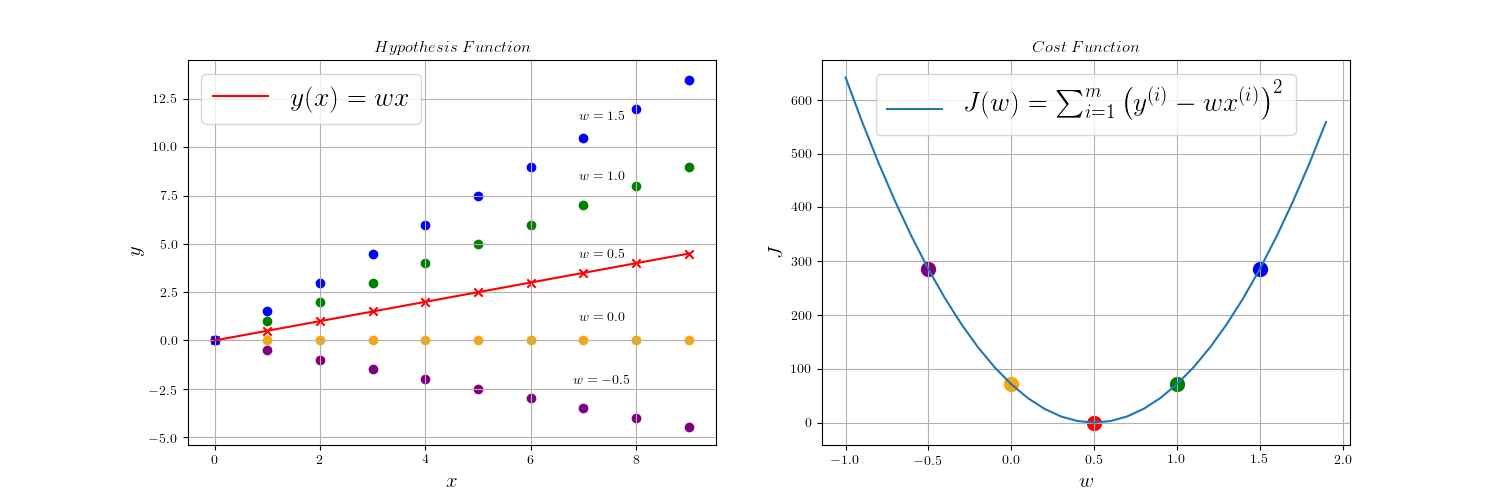 Hypothesis Function
y(x) = wx
12.5
10.0
7.5
5.0
2.5
0.0
−2.5
−5.0
y
w = 1.5
w = 1.0
w = 0.5
w = 0.0
w = −0.5
0 2 4 6 8
x
Cost Function
J(w) = ∑_{i=1}^{m} (y^{(i)} − wx^{(i)})^2
600
500
400
300
200
100
0
J
−1.0 −0.5 0.0 0.5 1.0 1.5 2.0
w